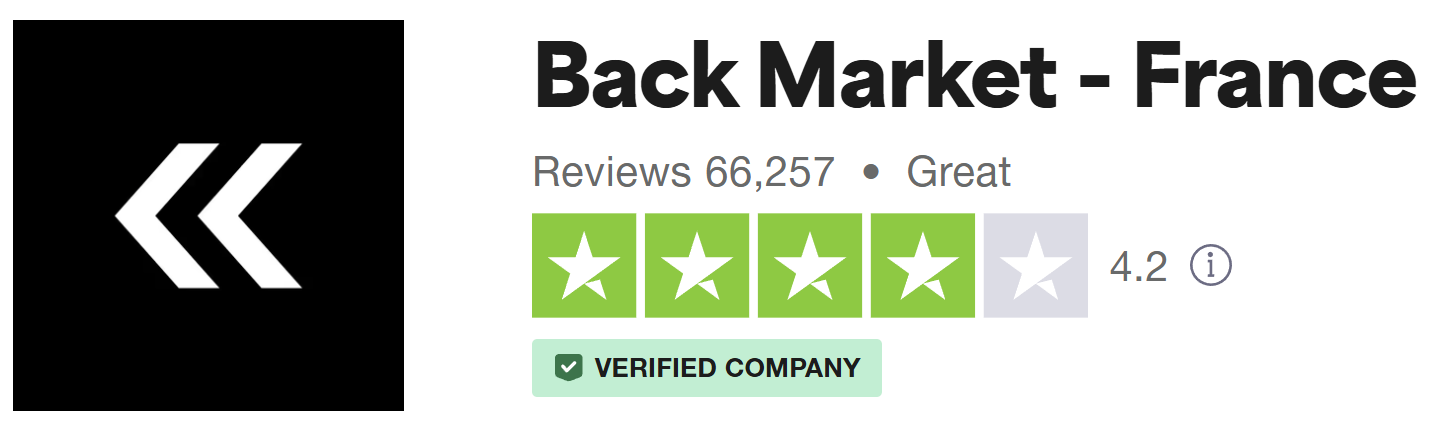 Back Market - France
Reviews 66,257 • Great
4.2
VERIFIED COMPANY